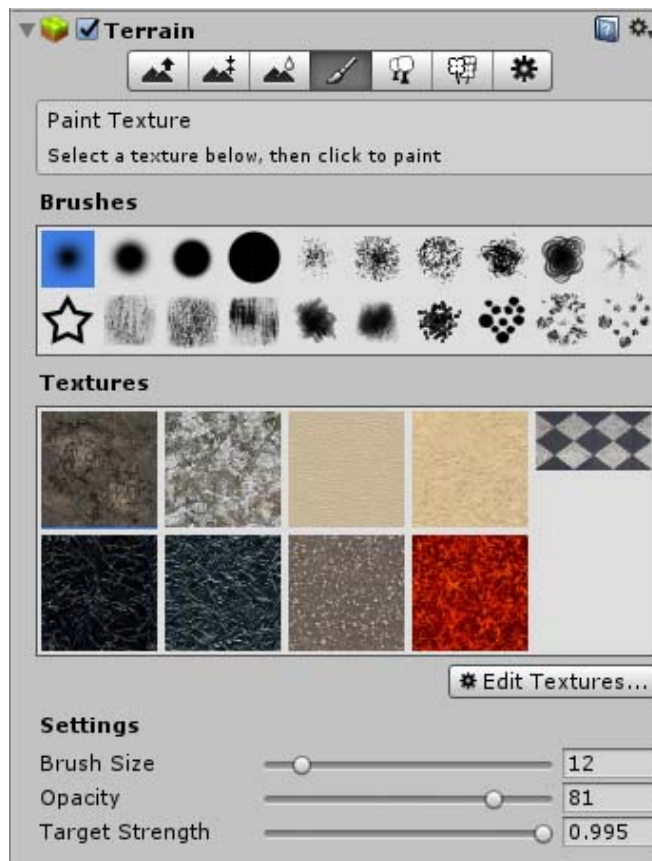 Terrain
Paint Texture
Select a texture below, then click to paint
Brushes
Textures
Edit Textures...
Settings
Brush Size 12
Opacity 81
Target Strength 0.995